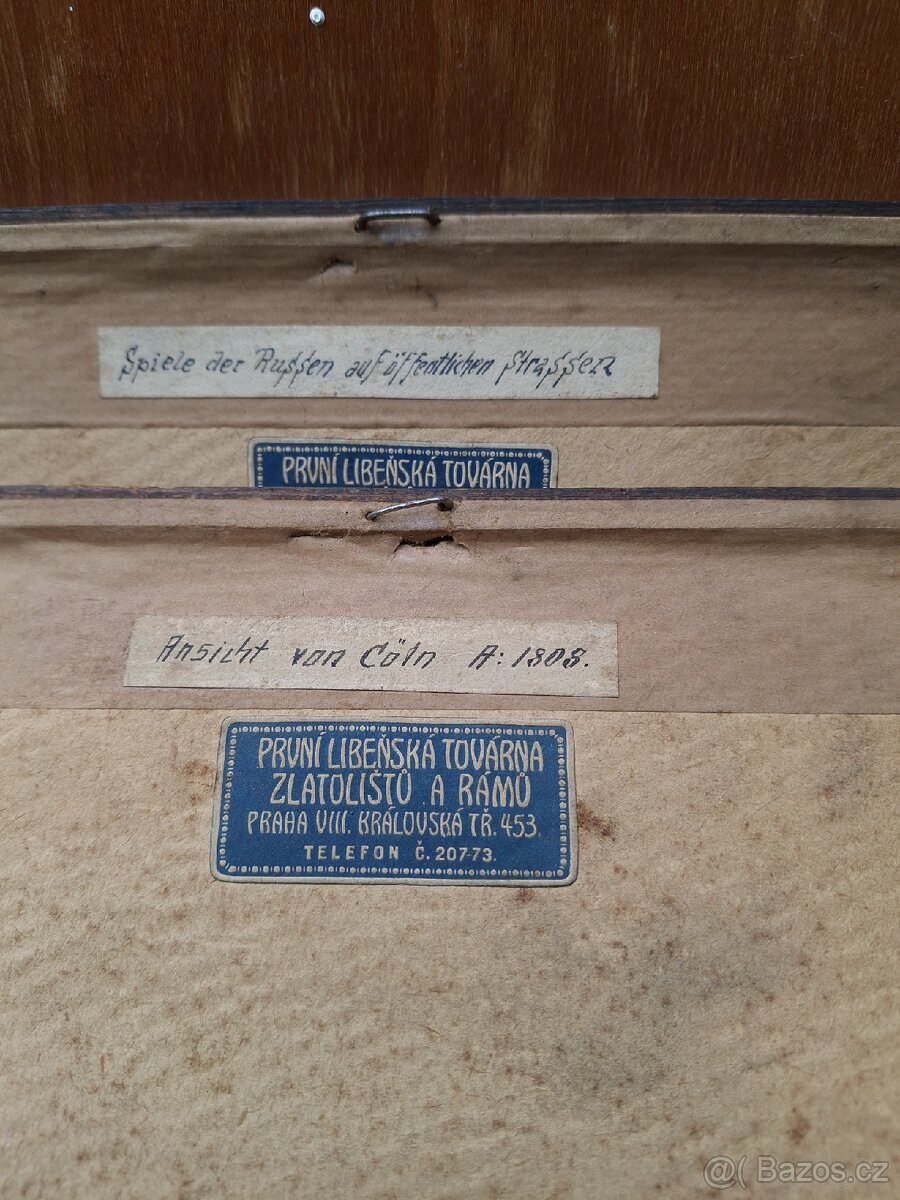 Spiele der Russen auf öffentlichen Strassen
PRVNÍ LIBEŇSKÁ TOVÁRNA
Ansicht von Cöln A: 1808.
PRVNÍ LIBEŇSKÁ TOVÁRNA
ZLATOLIŠTŮ A RÁMŮ
PRAHA VIII. KRÁLOVSKÁ TŘ. 453.
TELEFON Č. 207-73.
@( Bazos.cz